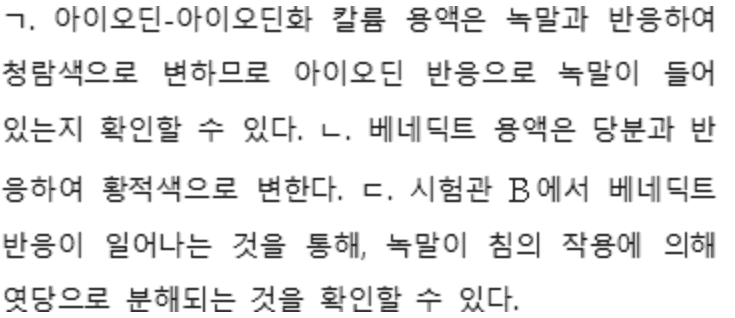 ㄱ. 아이오딘-아이오딘화 칼륨 용액은 녹말과 반응하여
청람색으로 변하므로 아이오딘 반응으로 녹말이 들어
있는지 확인할 수 있다. ㄴ. 베네딕트 용액은 당분과 반
응하여 황적색으로 변한다. ㄷ. 시험관 B에서 베네딕트
반응이 일어나는 것을 통해, 녹말이 침의 작용에 의해
엿당으로 분해되는 것을 확인할 수 있다.